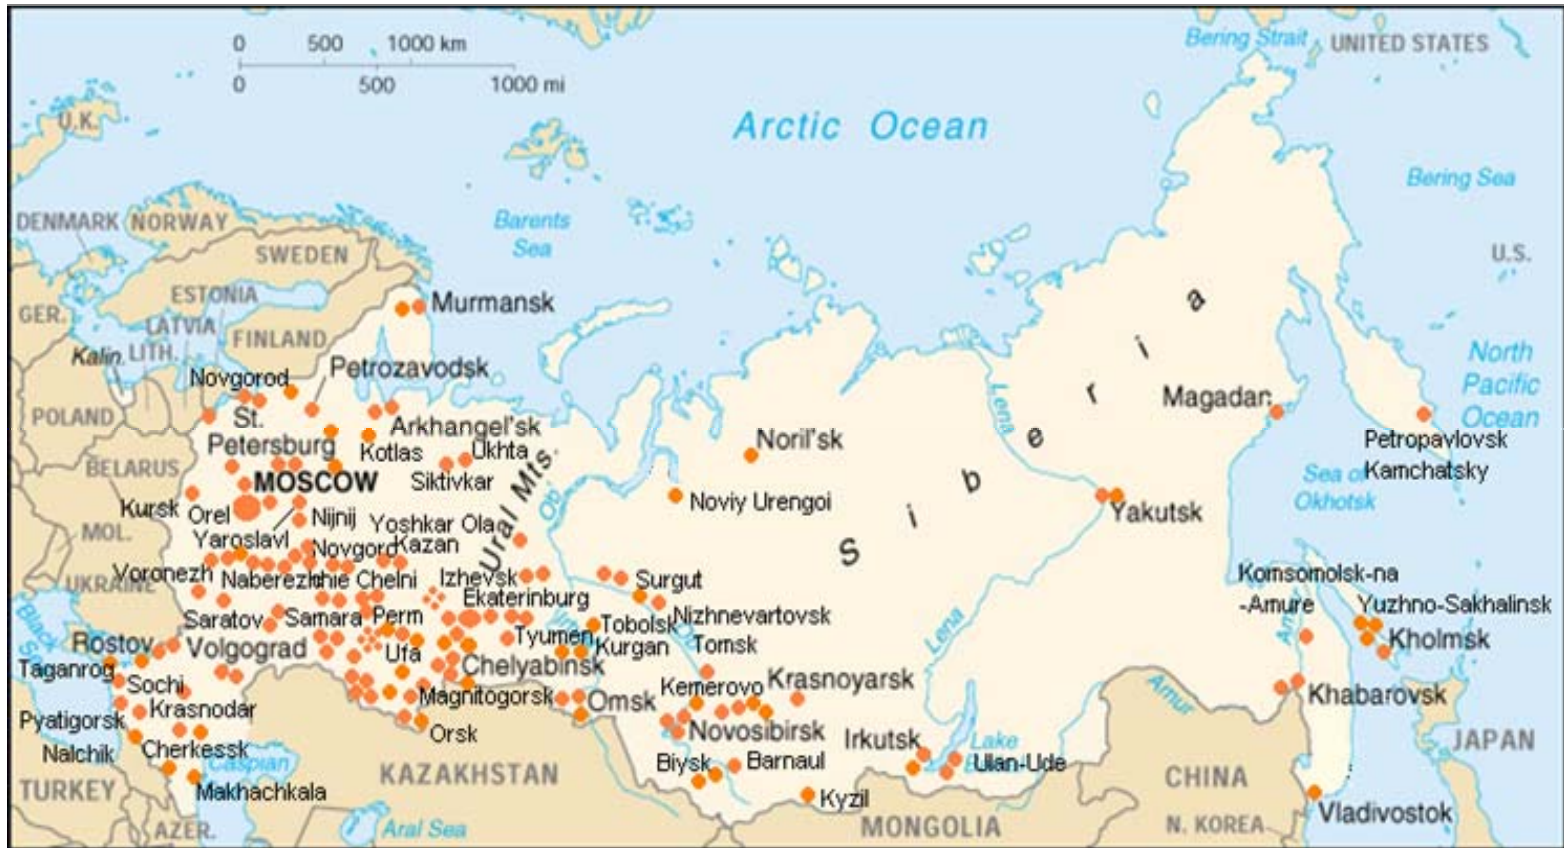 0 500 1000 km
0 500 1000 mi
Bering Strait
UNITED STATES
U.K.
Arctic Ocean
Bering Sea
DENMARK
NORWAY
Barents
Sea
SWEDEN
U.S.
ESTONIA
GER.
LATVIA
FINLAND
Murmansk
a
i
r
e
b
i
S
Kalin.
LITH.
Novgorod
Petrozavodsk
North
Pacific
Ocean
Lena
Magadan
POLAND
St.
Petersburg
Arkhangel'sk
Kotlas
Ukhta
Siktivkar
Noril'sk
Petropavlovsk
Kamchatsky
BELARUS
MOSCOW
Ural Mts.
Ob
Sea of
Okhotsk
Kursk
Orel
Nijnij
Novgord
Yoshkar Ola
Noviy Urengoi
Yakutsk
MOL.
Yaroslavl
Kazan
UKRAINE
Voronezh
Naberezhnie Chelni
Izhevsk
Surgut
Komsomolsk-na
-Amure
Ekaterinburg
Nizhnevartovsk
Yuzhno-Sakhalinsk
Black
Saratov
Samara
Perm
Tyumen
Tobolsk
Lena
Kholmsk
Rostov
Volgograd
Ufa
Kurgan
Tomsk
Taganrog
Chelyabinsk
Sochi
Magnitogorsk
Omsk
Kemerovo
Krasnoyarsk
Amur
Khabarovsk
Krasnodar
Pyatigorsk
Orsk
Novosibirsk
Irkutsk
Lake
JAPAN
Nalchik
Cherkessk
Caspian
Biysk
Barnaul
Ulan-Ude
KAZAKHSTAN
CHINA
TURKEY
Makhachkala
Kyzil
Vladivostok
AZER.
Aral Sea
MONGOLIA
N. KOREA